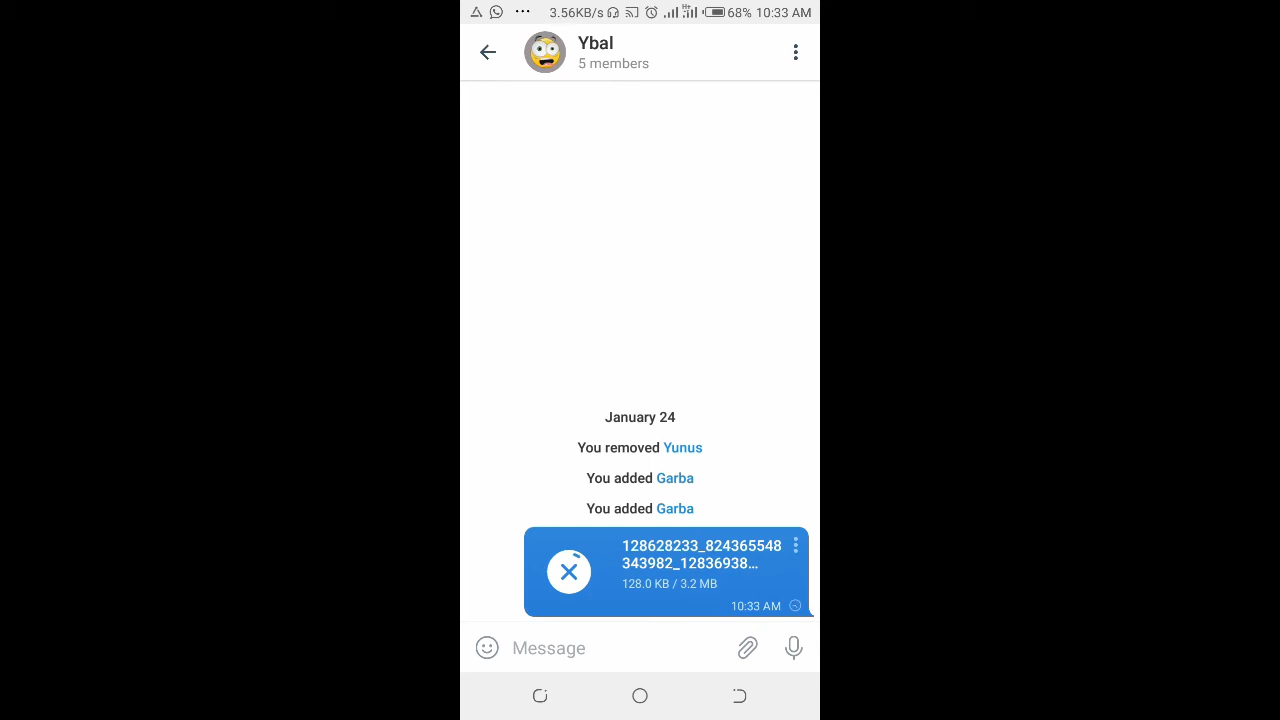 3.56KB/s H+ 68% 10:33 AM
Ybal
5 members
January 24
You removed Yunus
You added Garba
You added Garba
128628233_824365548
343982_12836938...
128.0 KB / 3.2 MB
10:33 AM
Message